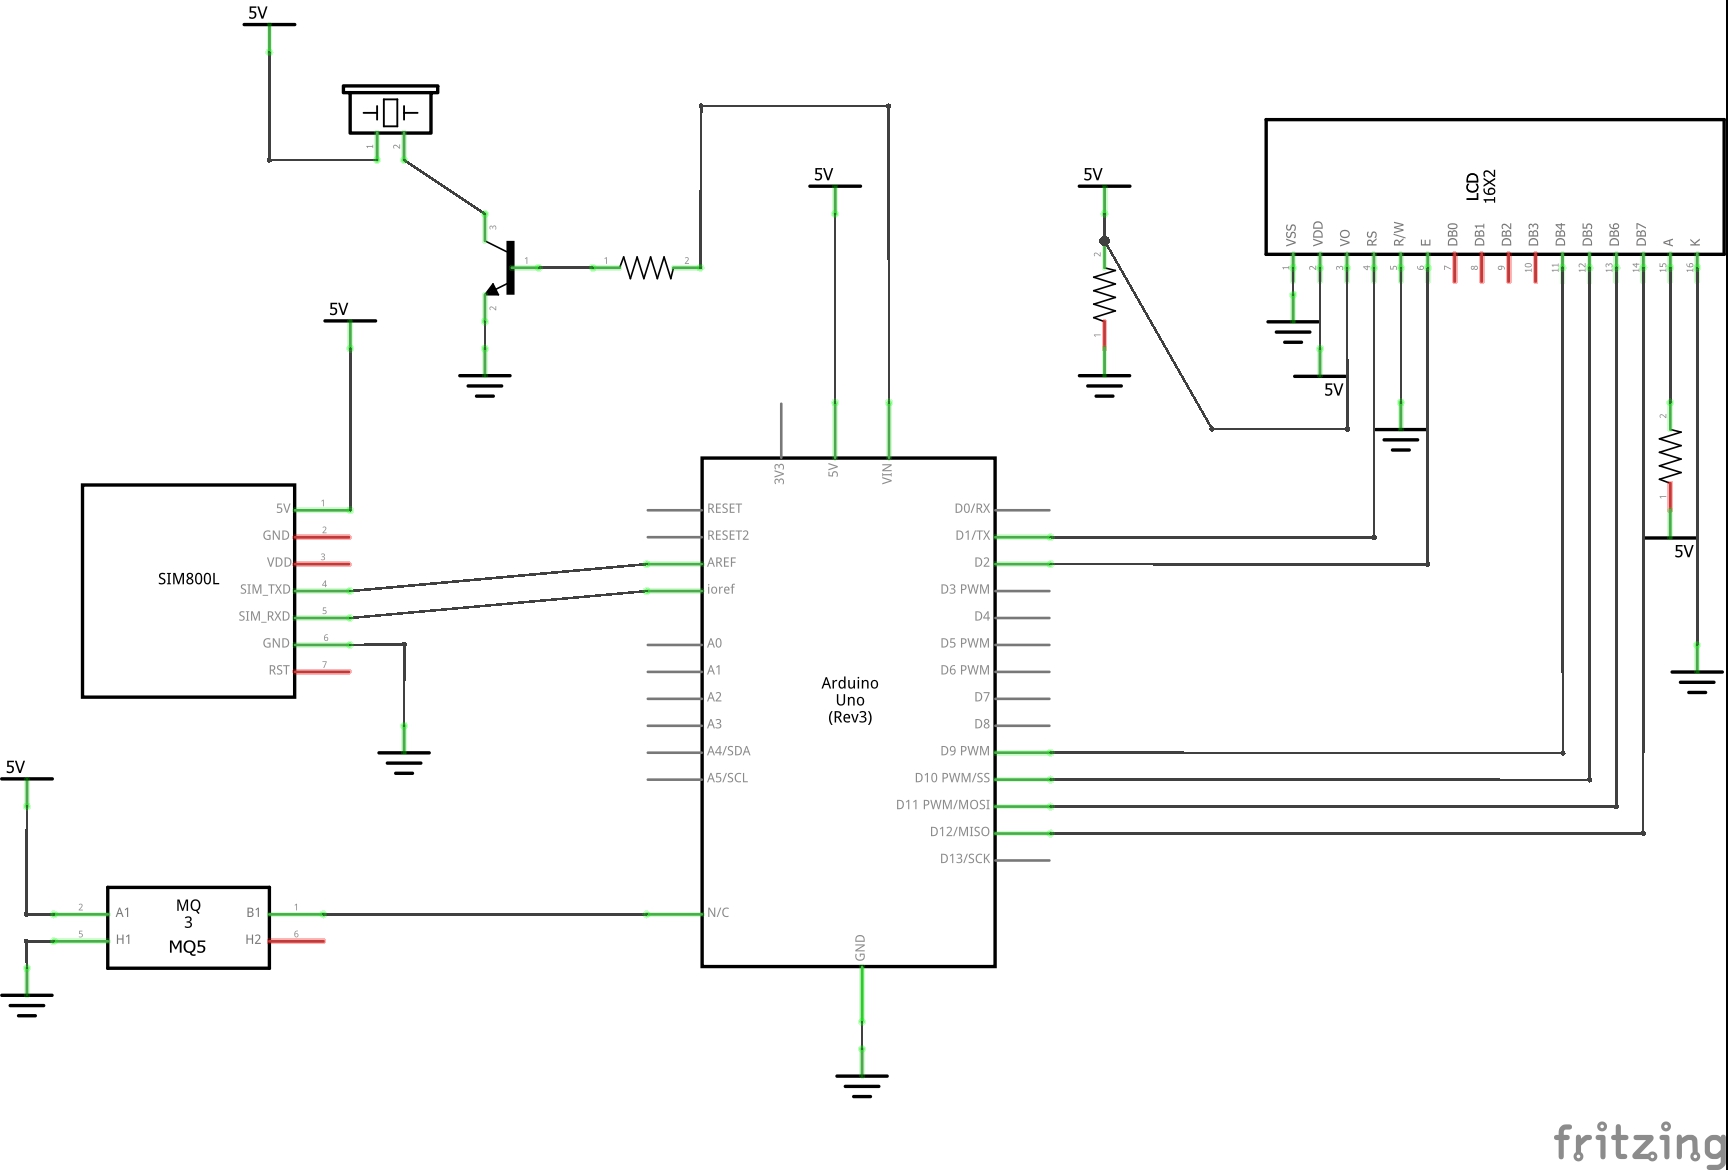 5V
1
2
3
1
1
2
2
5V
5V
2
1
LCD
16X2
VSS
VDD
VO
RS
R/W
E
DB0
DB1
DB2
DB3
DB4
DB5
DB6
DB7
A
K
1
2
3
4
5
6
7
8
9
10
11
12
13
14
15
16
5V
2
1
5V
5V
SIM800L
5V
1
GND
2
VDD
3
SIM_TXD
4
SIM_RXD
5
GND
6
RST
7
3V3
5V
VIN
RESET
RESET2
AREF
ioref
A0
A1
A2
A3
A4/SDA
A5/SCL
N/C
Arduino
Uno
(Rev3)
D0/RX
D1/TX
D2
D3 PWM
D4
D5 PWM
D6 PWM
D7
D8
D9 PWM
D10 PWM/SS
D11 PWM/MOSI
D12/MISO
D13/SCK
GND
5V
2
A1
5
H1
MQ
3
MQ5
B1
1
H2
6
fritzing